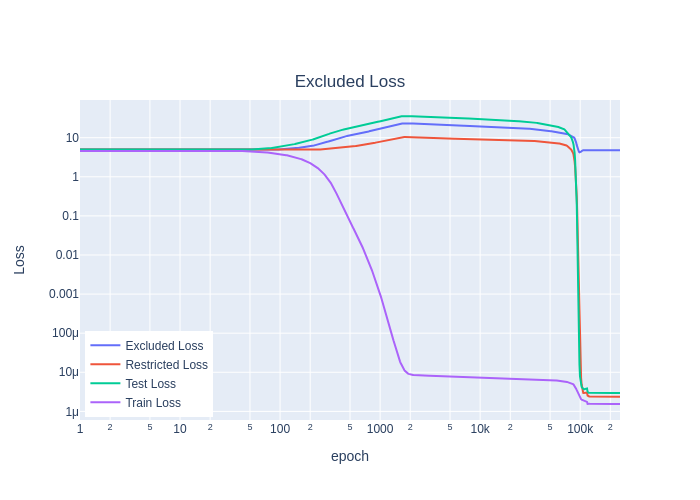 Excluded Loss
Loss
10
1
0.1
0.01
0.001
100μ
10μ
1μ
Excluded Loss
Restricted Loss
Test Loss
Train Loss
1 2 5 10 2 5 100 2 5 1000 2 5 10k 2 5 100k 2
epoch